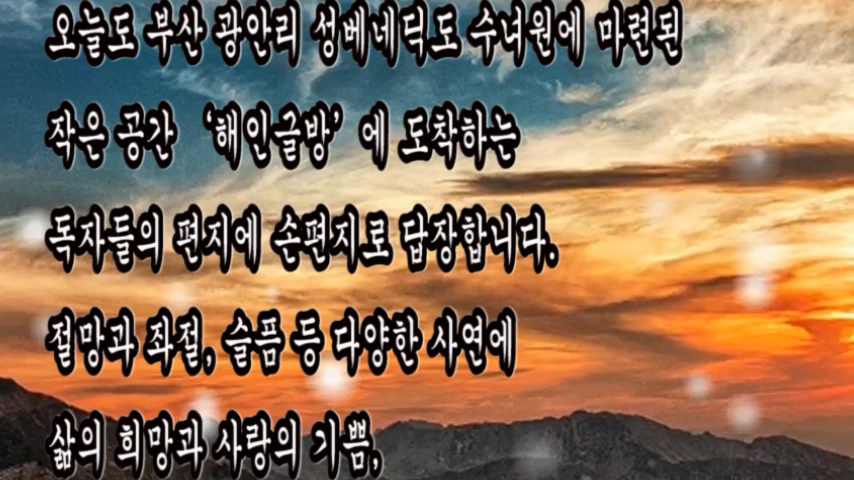 오늘도 부산 광안리 성베네딕도 수녀원에 마련된
작은 공간 ‘해인글방’ 에 도착하는
독자들의 편지에 손편지로 답장합니다.
절망과 좌절, 슬픔 등 다양한 사연에
삶의 희망과 사랑의 기쁨,